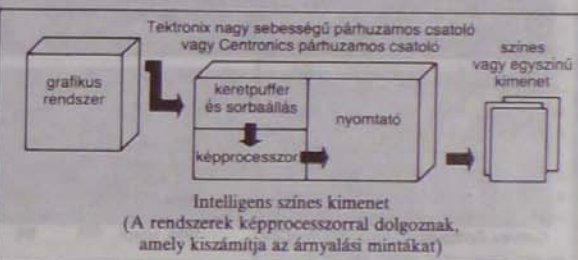 Tektronix nagy sebességű párhuzamos csatoló
vagy Centronics párhuzamos csatoló
színes
vagy egyszínű
kimenet
grafikus
rendszer
keretpuffer
és sorbaállás
nyomtató
képprocesszor
Intelligens színes kimenet
(A rendszerek képprocesszorral dolgoznak,
amely kiszámítja az árnyalási mintákat)